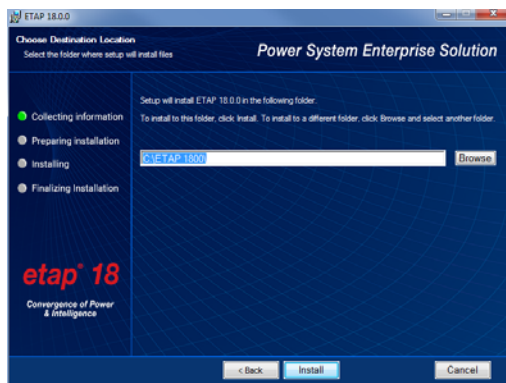 ETAP 18.0.0
Choose Destination Location
Select the folder where setup will install files
Power System Enterprise Solution
Setup will install ETAP 18.0.0 in the following folder.
To install to this folder, click Install. To install to a different folder, click Browse and select another folder.
Collecting information
Preparing installation
Installing
Finalizing Installation
C:\ETAP 1800\
Browse
etap® 18
Convergence of Power
& Intelligence
< Back
Install
Cancel